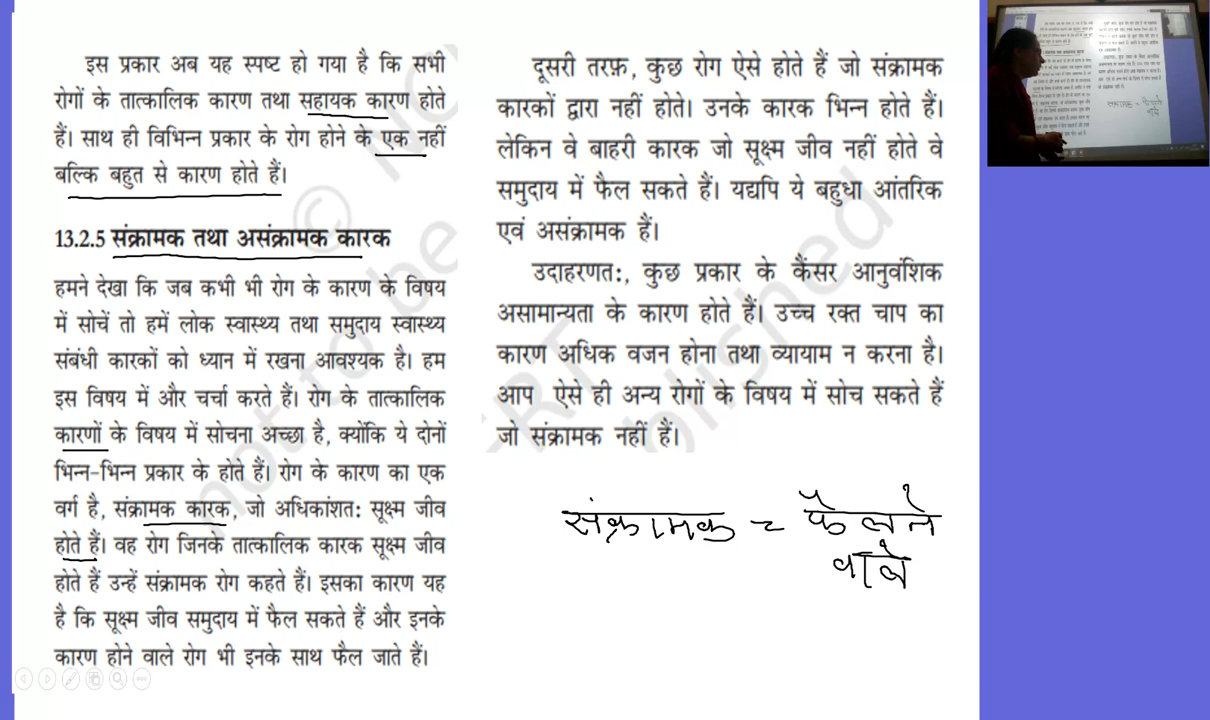 इस प्रकार अब यह स्पष्ट हो गया है कि सभी
रोगों के तात्कालिक कारण तथा सहायक कारण होते
हैं। साथ ही विभिन्न प्रकार के रोग होने के एक नहीं
बल्कि बहुत से कारण होते हैं।
13.2.5 संक्रामक तथा असंक्रामक कारक
हमने देखा कि जब कभी भी रोग के कारण के विषय
में सोचें तो हमें लोक स्वास्थ्य तथा समुदाय स्वास्थ्य
संबंधी कारकों को ध्यान में रखना आवश्यक है। हम
इस विषय में और चर्चा करते हैं। रोग के तात्कालिक
कारणों के विषय में सोचना अच्छा है, क्योंकि ये दोनों
भिन्न-भिन्न प्रकार के होते हैं। रोग के कारण का एक
वर्ग है, संक्रामक कारक, जो अधिकांशत: सूक्ष्म जीव
होते हैं। वह रोग जिनके तात्कालिक कारक सूक्ष्म जीव
होते हैं उन्हें संक्रामक रोग कहते हैं। इसका कारण यह
है कि सूक्ष्म जीव समुदाय में फैल सकते हैं और इनके
कारण होने वाले रोग भी इनके साथ फैल जाते हैं।
दूसरी तरफ़, कुछ रोग ऐसे होते हैं जो संक्रामक
कारकों द्वारा नहीं होते। उनके कारक भिन्न होते हैं।
लेकिन वे बाहरी कारक जो सूक्ष्म जीव नहीं होते वे
समुदाय में फैल सकते हैं। यद्यपि ये बहुधा आंतरिक
एवं असंक्रामक हैं।
उदाहरणत:, कुछ प्रकार के कैंसर आनुवंशिक
असामान्यता के कारण होते हैं। उच्च रक्त चाप का
कारण अधिक वजन होना तथा व्यायाम न करना है।
आप ऐसे ही अन्य रोगों के विषय में सोच सकते हैं
जो संक्रामक नहीं हैं।
संक्रामक = फैलने
वाले
not to be
blished